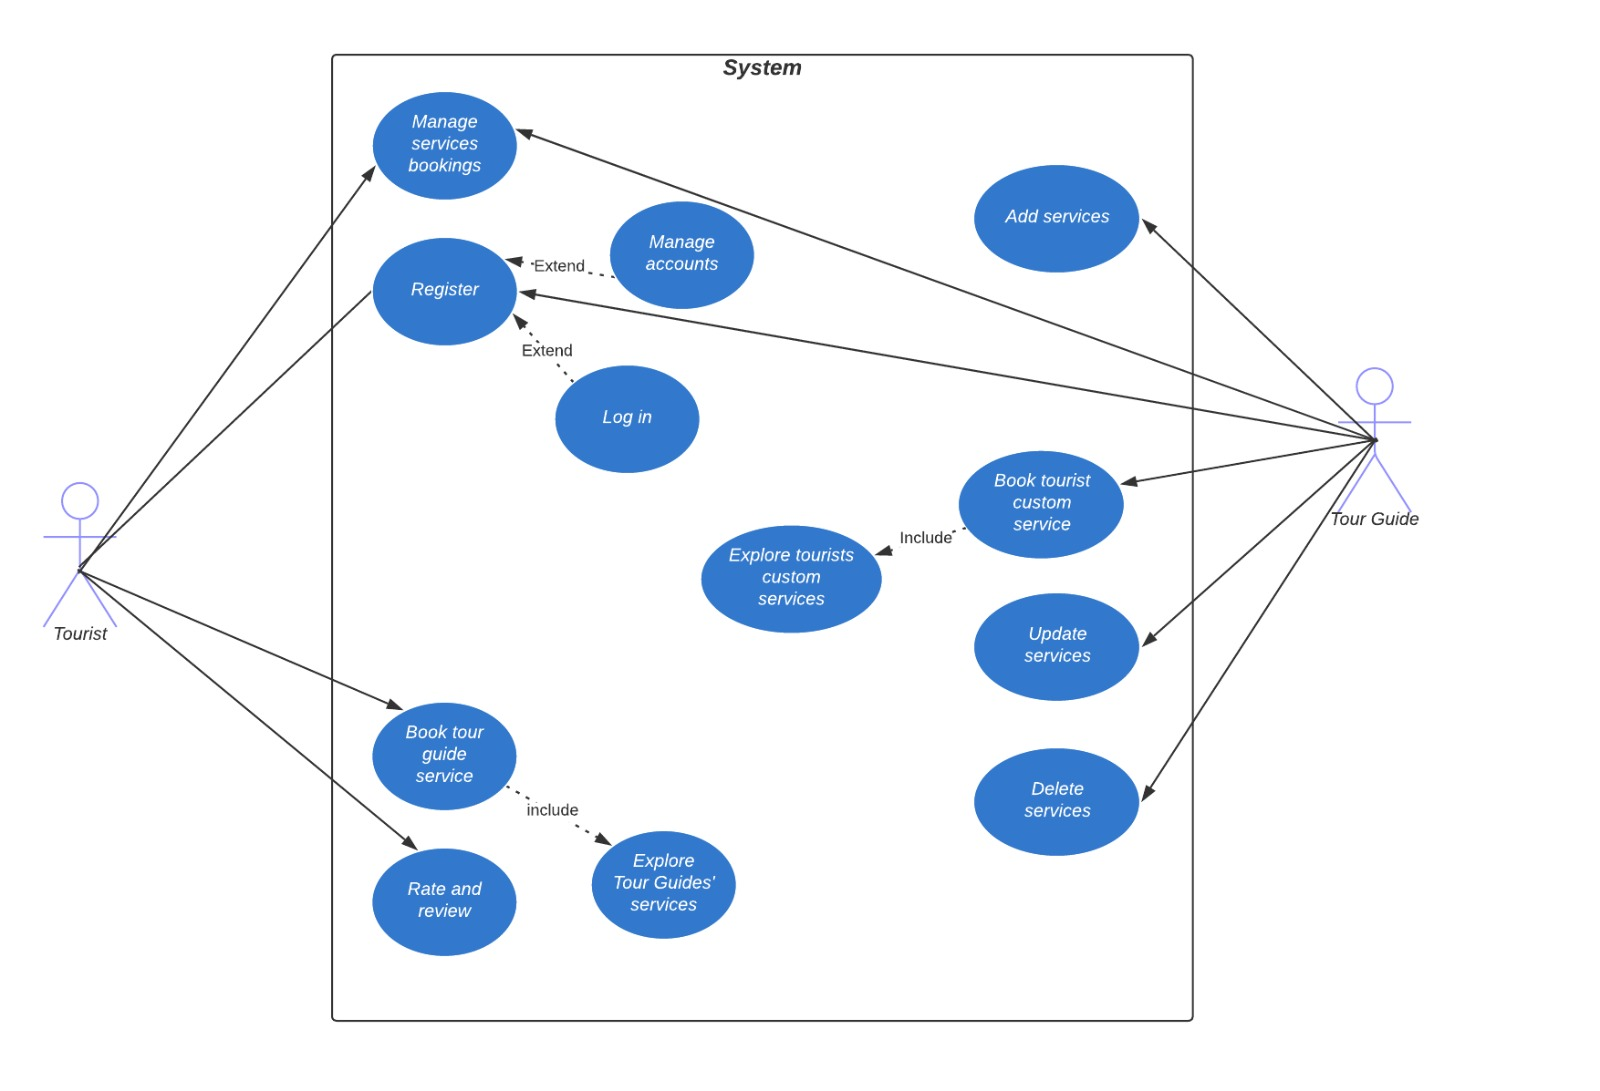 System
Manage
services
bookings
Add services
Manage
accounts
Extend
Register
Extend
Log in
Book tourist
custom
service
Tour Guide
Include
Explore tourists
custom
services
Tourist
Update
services
Book tour
guide
service
Delete
services
include
Explore
Tour Guides'
services
Rate and
review